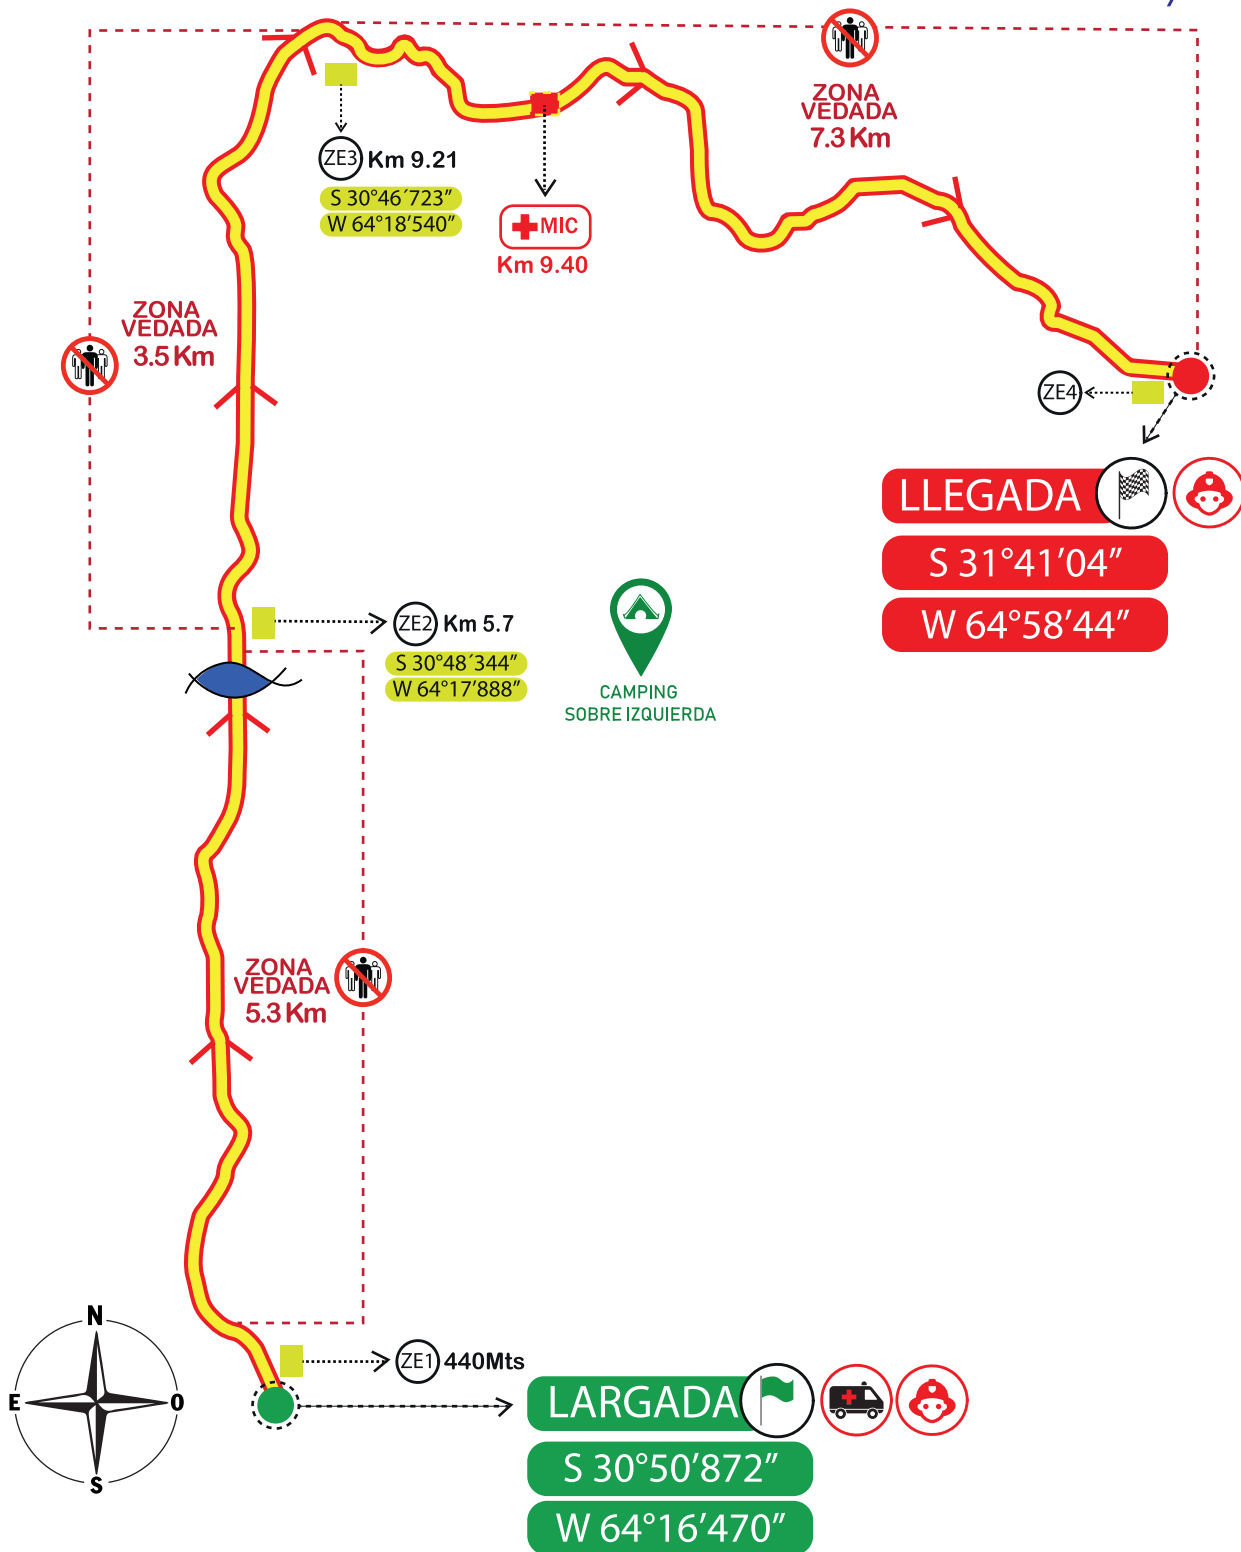 ZONA
VEDADA
7.3 Km
ZE3 Km 9.21
S 30°46´723”
W 64°18’540”
MIC
Km 9.40
ZONA
VEDADA
3.5 Km
ZE4
LLEGADA
S 31°41’04”
W 64°58’44”
ZE2 Km 5.7
S 30°48´344”
W 64°17’888”
CAMPING
SOBRE IZQUIERDA
ZONA
VEDADA
5.3 Km
N
E
O
S
ZE1 440Mts
LARGADA
S 30°50’872”
W 64°16’470”